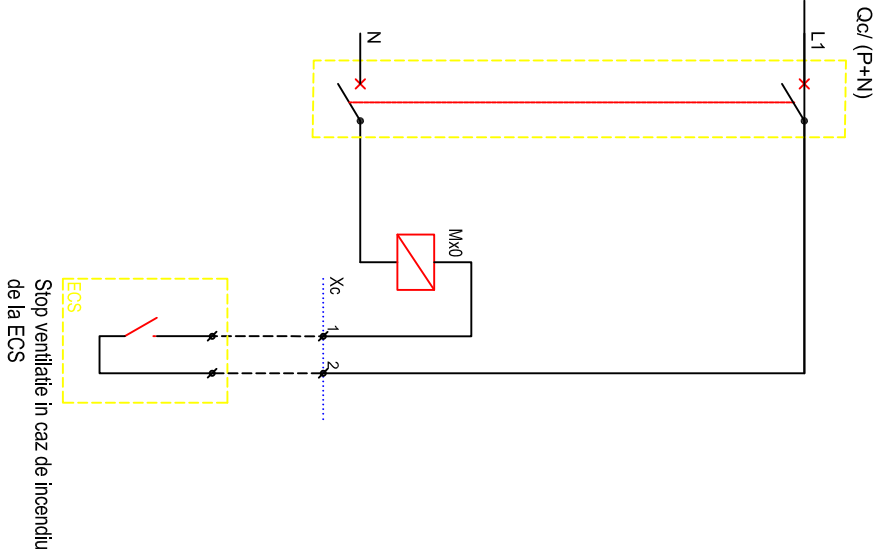 Qc/ (P+N)
L1
N
Mx0
Xc
1
2
ECS
Stop ventilatie in caz de incendiu
de la ECS